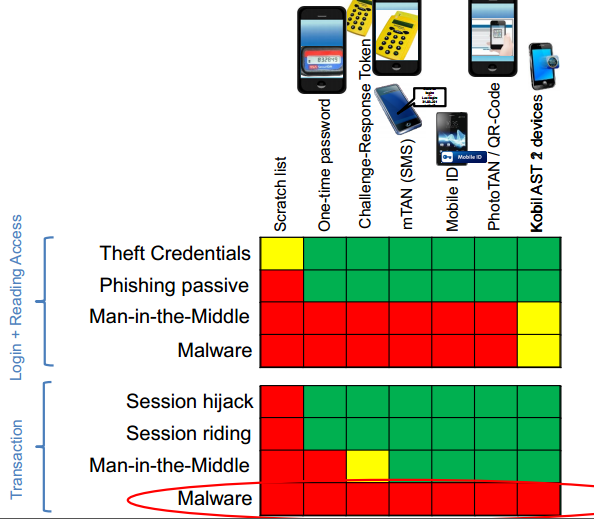 Scratch list
One-time password
Challenge-Response Token
mTAN (SMS)
Mobile ID
PhotoTAN / QR-Code
Kobil AST 2 devices
Mobile ID
Login + Reading Access
Theft Credentials
Phishing passive
Man-in-the-Middle
Malware
Transaction
Session hijack
Session riding
Man-in-the-Middle
Malware